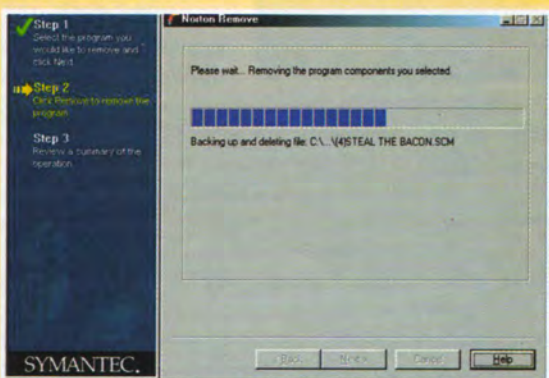 Step 1
Select the program you
would like to remove and
click Next
Step 2
Click Remove to remove the
program
Step 3
Review a summary of the
operation.
SYMANTEC.
Norton Remove
Please wait... Removing the program components you selected.
Backing up and deleting file: C:\...\(4)STEAL THE BACON.SCM
< Back
Next >
Cancel
Help